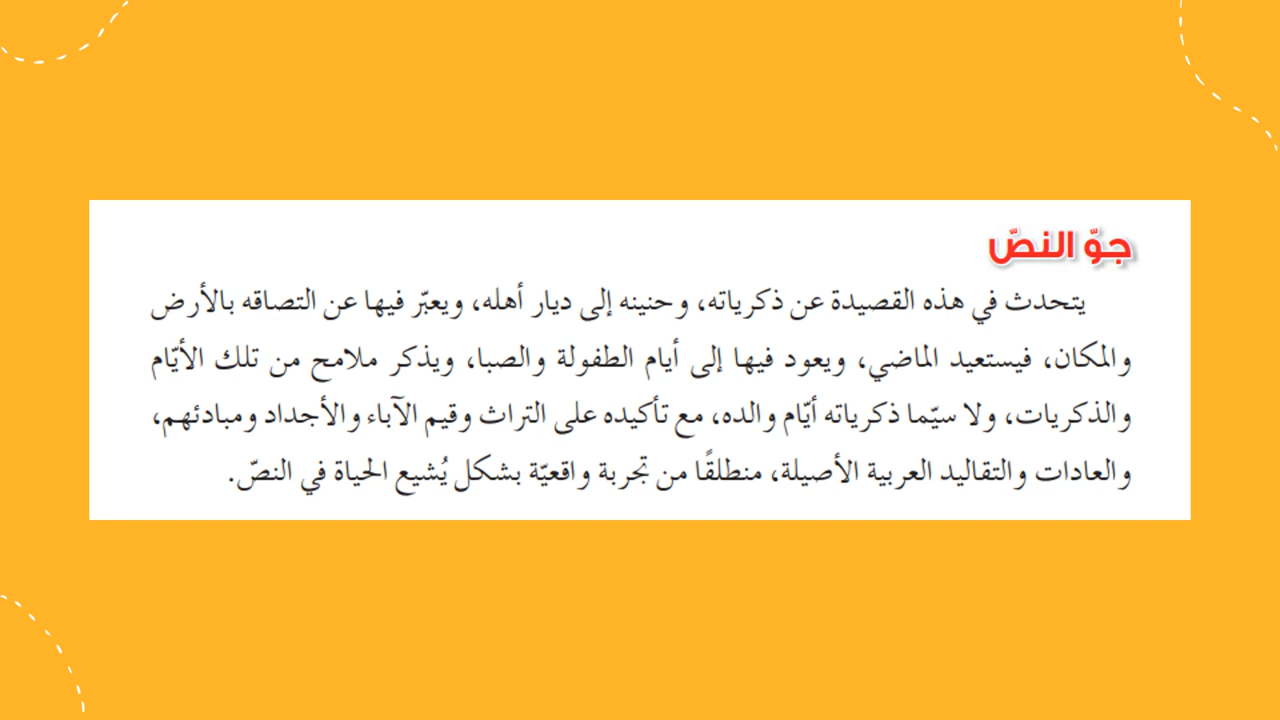 جوّ النصّ
يتحدث في هذه القصيدة عن ذكرياته، وحنينه إلى ديار أهله، ويعبّر فيها عن التصاقه بالأرض
والمكان، فيستعيد الماضي، ويعود فيها إلى أيام الطفولة والصبا، ويذكر ملامح من تلك الأيّام
والذكريات، ولا سيّما ذكرياته أيّام والده، مع تأكيده على التراث وقيم الآباء والأجداد ومبادئهم،
والعادات والتقاليد العربية الأصيلة، منطلقًا من تجربة واقعيّة بشكل يُشيع الحياة في النصّ.